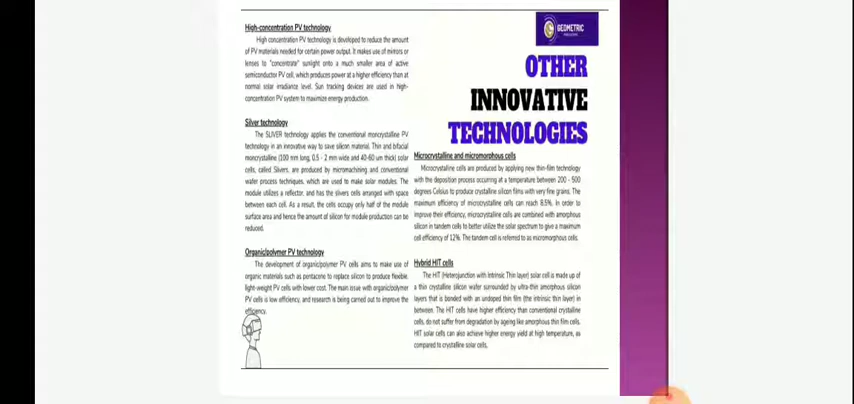 High-concentration PV technology
High concentration PV technology is developed to reduce the amount
of PV materials needed for certain power output. It makes use of mirrors or
lenses to "concentrate" sunlight onto a much smaller area of active
semiconductor PV cell, which produces power at a higher efficiency than at
normal solar irradiance level. Sun tracking devices are used in high-
concentration PV system to maximize energy production.
Silver technology
The SLIVER technology applies the conventional monocrystalline PV
technology in an innovative way to save silicon material. Thin and bifacial
monocrystalline (100 mm long, 0.5 - 2 mm wide and 40-60 um thick) solar
cells, called Slivers, are produced by micromachining and conventional
wafer process techniques, which are used to make solar modules. The
module utilizes a reflector, and has the slivers cells arranged with space
between each cell. As a result, the cells occupy only half of the module
surface area and hence the amount of silicon for module production can be
reduced.
Organic/polymer PV technology
The development of organic/polymer PV cells aims to make use of
organic materials such as pentacene to replace silicon to produce flexible,
light-weight PV cells with lower cost. The main issue with organic/polymer
PV cells is low efficiency, and research is being carried out to improve the
efficiency.
GEOMETRIC
OTHER
INNOVATIVE
TECHNOLOGIES
Microcrystalline and micromorphous cells
Microcrystalline cells are produced by applying new thin-film technology
with the deposition process occurring at a temperature between 200 - 500
degrees Celsius to produce crystalline silicon films with very fine grains. The
maximum efficiency of microcrystalline cells can reach 8.5%. In order to
improve their efficiency, microcrystalline cells are combined with amorphous
silicon in tandem cells to better utilize the solar spectrum to give a maximum
cell efficiency of 12%. The tandem cell is referred to as micromorphous cells.
Hybrid HIT cells
The HIT (Heterojunction with Intrinsic Thin layer) solar cell is made up of
a thin crystalline silicon wafer surrounded by ultra-thin amorphous silicon
layers that is bonded with an undoped thin film (the intrinsic thin layer) in
between. The HIT cells have higher efficiency than conventional crystalline
cells, do not suffer from degradation by ageing like amorphous thin film cells.
HIT solar cells can also achieve higher energy yield at high temperature, as
compared to crystalline solar cells.